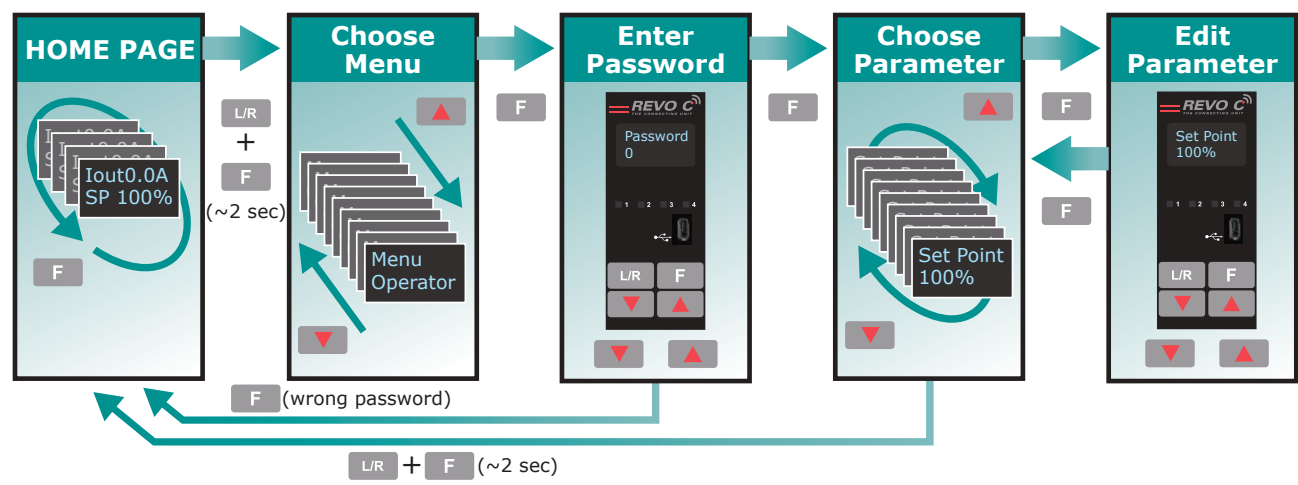 HOME PAGE
Iout0.0A
SP 100%
F
L/R
+
F
(~2 sec)
Choose
Menu
Menu
Operator
F
Enter
Password
REVO C
THE CONNECTING UNIT
Password
0
1 2 3 4
L/R F
F
Choose
Parameter
Set Point
100%
F
F
Edit
Parameter
REVO C
THE CONNECTING UNIT
Set Point
100%
1 2 3 4
L/R F
F (wrong password)
L/R + F (~2 sec)